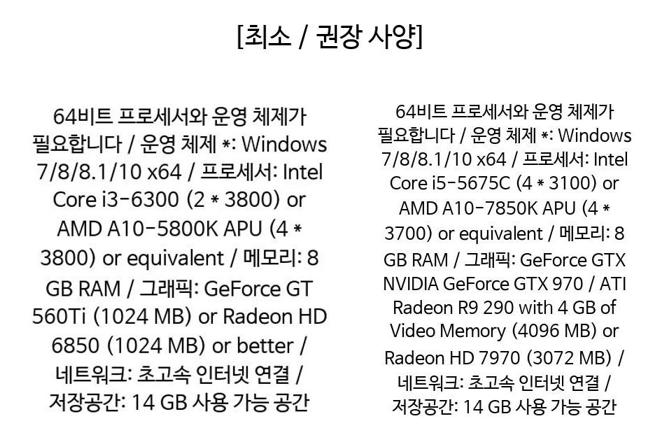 [최소 / 권장 사양]
64비트 프로세서와 운영 체제가
필요합니다 / 운영 체제 *: Windows
7/8/8.1/10 x64 / 프로세서: Intel
Core i3-6300 (2 * 3800) or
AMD A10-5800K APU (4 *
3800) or equivalent / 메모리: 8
GB RAM / 그래픽: GeForce GT
560Ti (1024 MB) or Radeon HD
6850 (1024 MB) or better /
네트워크: 초고속 인터넷 연결 /
저장공간: 14 GB 사용 가능 공간
64비트 프로세서와 운영 체제가
필요합니다 / 운영 체제 *: Windows
7/8/8.1/10 x64 / 프로세서: Intel
Core i5-5675C (4 * 3100) or
AMD A10-7850K APU (4 *
3700) or equivalent / 메모리: 8
GB RAM / 그래픽: GeForce GTX
NVIDIA GeForce GTX 970 / ATI
Radeon R9 290 with 4 GB of
Video Memory (4096 MB) or
Radeon HD 7970 (3072 MB) /
네트워크: 초고속 인터넷 연결 /
저장공간: 14 GB 사용 가능 공간